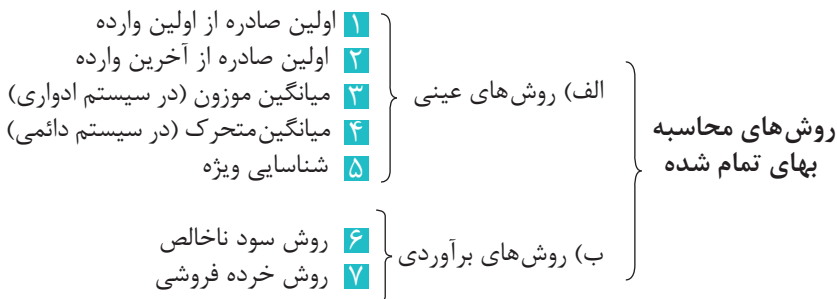 روش‌های محاسبه
بهای تمام شده
الف) روش‌های عینی
۱ اولین صادره از اولین وارده
۲ اولین صادره از آخرین وارده
۳ میانگین موزون (در سیستم ادواری)
۴ میانگین‌متحرک (در سیستم دائمی)
۵ شناسایی ویژه
ب) روش‌های برآوردی
۶ روش سود ناخالص
۷ روش خرده فروشی